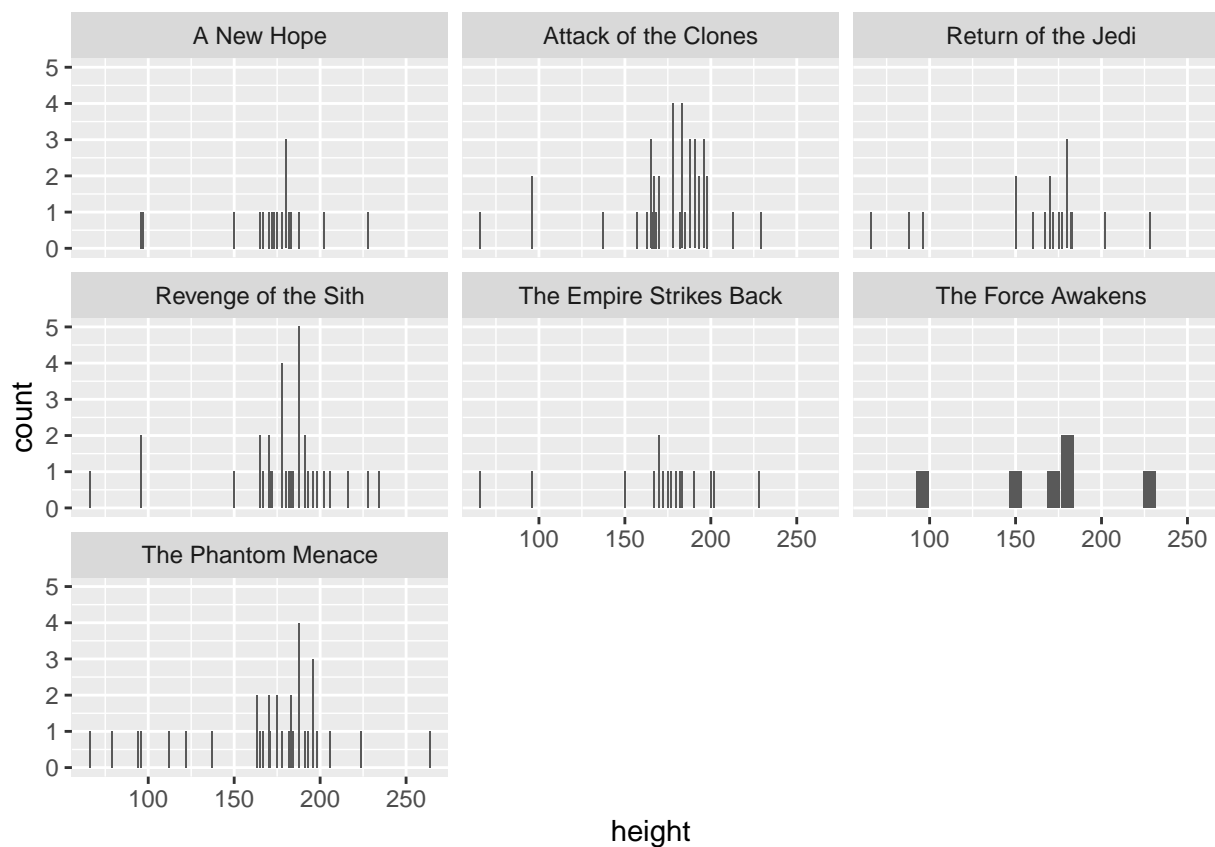 A New Hope
Attack of the Clones
Return of the Jedi
5
4
3
2
1
0
Revenge of the Sith
The Empire Strikes Back
The Force Awakens
5
4
3
2
1
0
100 150 200 250
100 150 200 250
The Phantom Menace
5
4
3
2
1
0
100 150 200 250
count
height